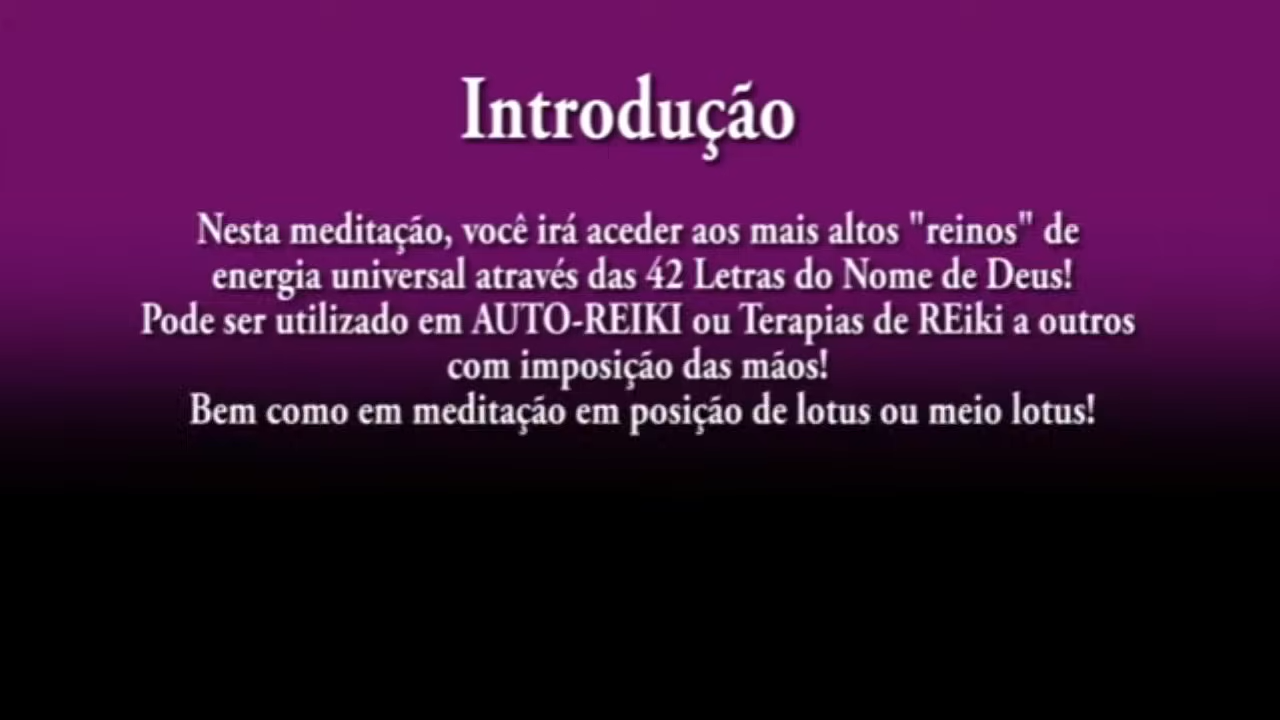 Introdução
Nesta meditação, você irá aceder aos mais altos "reinos" de
energia universal através das 42 Letras do Nome de Deus!
Pode ser utilizado em AUTO-REIKI ou Terapias de REiki a outros
com imposição das mãos!
Bem como em meditação em posição de lotus ou meio lotus!